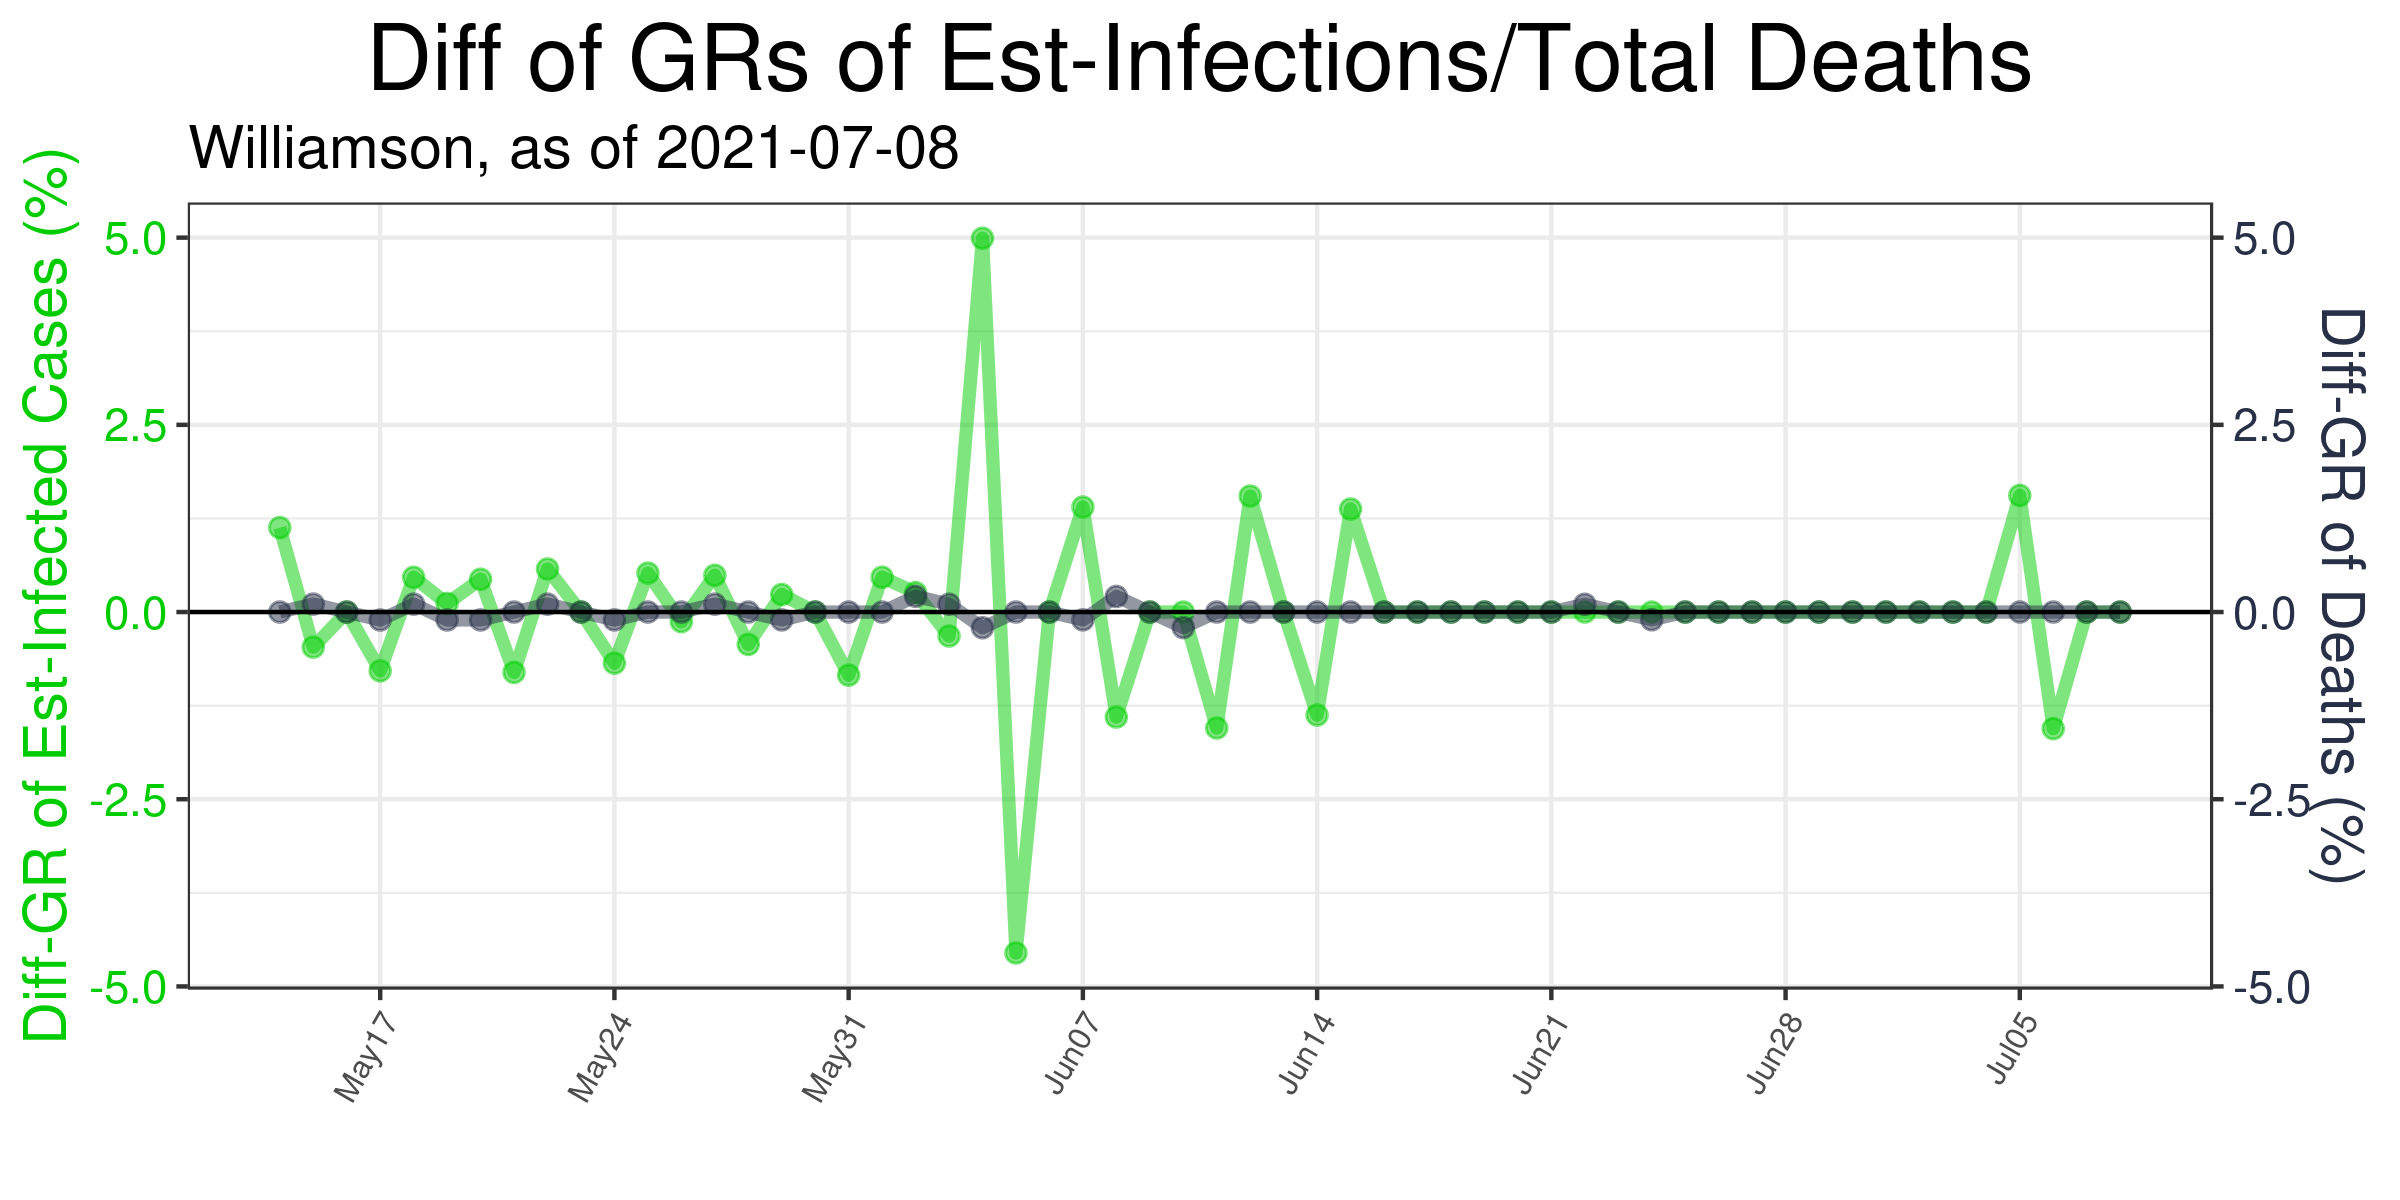 Diff of GRs of Est-Infections/Total Deaths
Williamson, as of 2021-07-08
Diff-GR of Est-Infected Cases (%)
5.0
2.5
0.0
-2.5
-5.0
5.0
2.5
0.0
-2.5
-5.0
Diff-GR of Deaths (%)
May17
May24
May31
Jun07
Jun14
Jun21
Jun28
Jul05